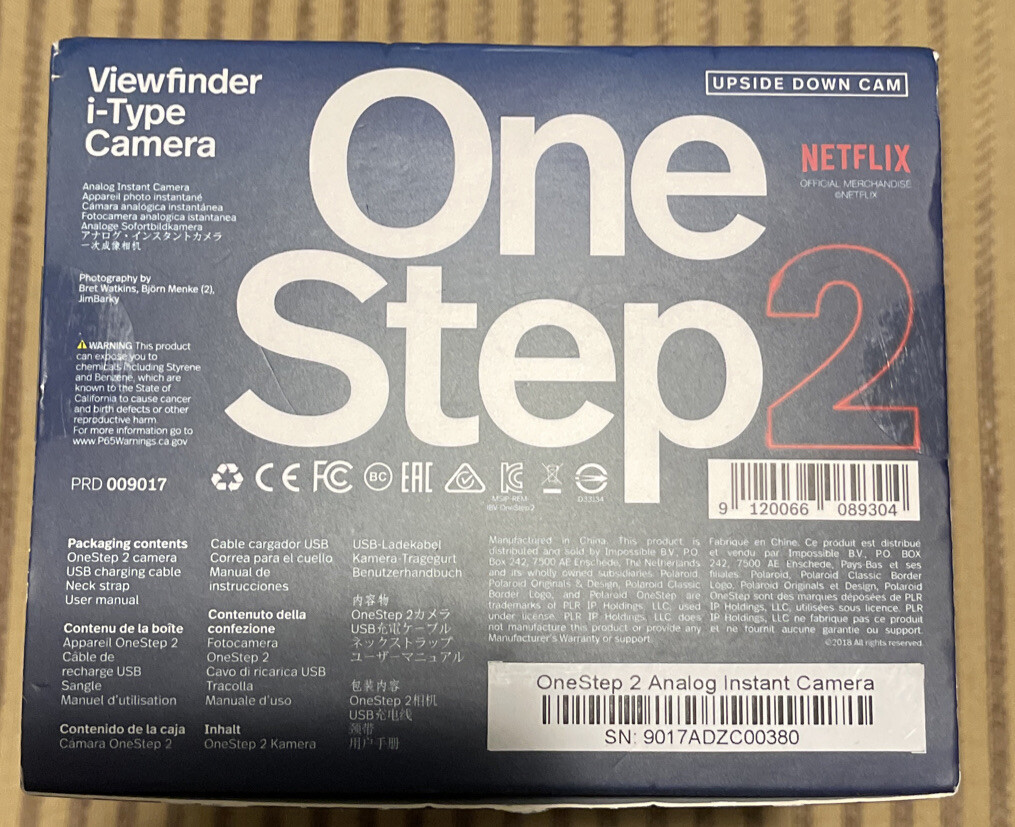 Viewfinder
i-Type
Camera
One
Step
2
UPSIDE DOWN CAM
NETFLIX
OFFICIAL MERCHANDISE
©NETFLIX
Analog Instant Camera
Appareil photo instantané
Cámara analógica instantánea
Fotocamera analogica istantanea
Analoge Sofortbildkamera
アナログ・インスタントカメラ
一次成像相机
Photography by
Bret Watkins, Björn Menke (2),
JimBarky
WARNING This product
can expose you to
chemicals including Styrene
and Benzene, which are
known to the State of
California to cause cancer
and birth defects or other
reproductive harm.
For more information go to
www.P65Warnings.ca.gov
PRD 009017
CE FC BC EAC
MSIP-REM-
IBV-OneStep2
D33134
9 120066 089304
Packaging contents
OneStep 2 camera
USB charging cable
Neck strap
User manual
Contenu de la boîte
Appareil OneStep 2
Câble de
recharge USB
Sangle
Manuel d'utilisation
Contenido de la caja
Cámara OneStep 2
Cable cargador USB
Correa para el cuello
Manual de
instrucciones
Contenuto della
confezione
Fotocamera
OneStep 2
Cavo di ricarica USB
Tracolla
Manuale d'uso
Inhalt
OneStep 2 Kamera
USB-Ladekabel
Kamera-Tragegurt
Benutzerhandbuch
内容物
OneStep 2カメラ
USB充電ケーブル
ネックストラップ
ユーザーマニュアル
包装内容
OneStep 2相机
USB充电线
颈带
用户手册
Manufactured in China. This product is
distributed and sold by Impossible B.V., P.O.
Box 242, 7500 AE Enschede, The Netherlands
and its wholly owned subsidiaries. Polaroid,
Polaroid Originals & Design, Polaroid Classic
Border Logo, and Polaroid OneStep are
trademarks of PLR IP Holdings, LLC, used
under license. PLR IP Holdings, LLC does
not manufacture this product or provide any
Manufacturer's Warranty or support.
Fabriqué en Chine. Ce produit est distribué
et vendu par Impossible B.V., P.O. BOX
242, 7500 AE Enschede, Pays-Bas et ses
filiales. Polaroid, Polaroid Classic Border
Logo, Polaroid Originals et Design, Polaroid
OneStep sont des marques déposées de PLR
IP Holdings, LLC, utilisées sous licence. PLR
IP Holdings, LLC ne fabrique pas ce produit
et ne fournit aucune garantie ou support.
©2018 All rights reserved.
OneStep 2 Analog Instant Camera
SN: 9017ADZC00380